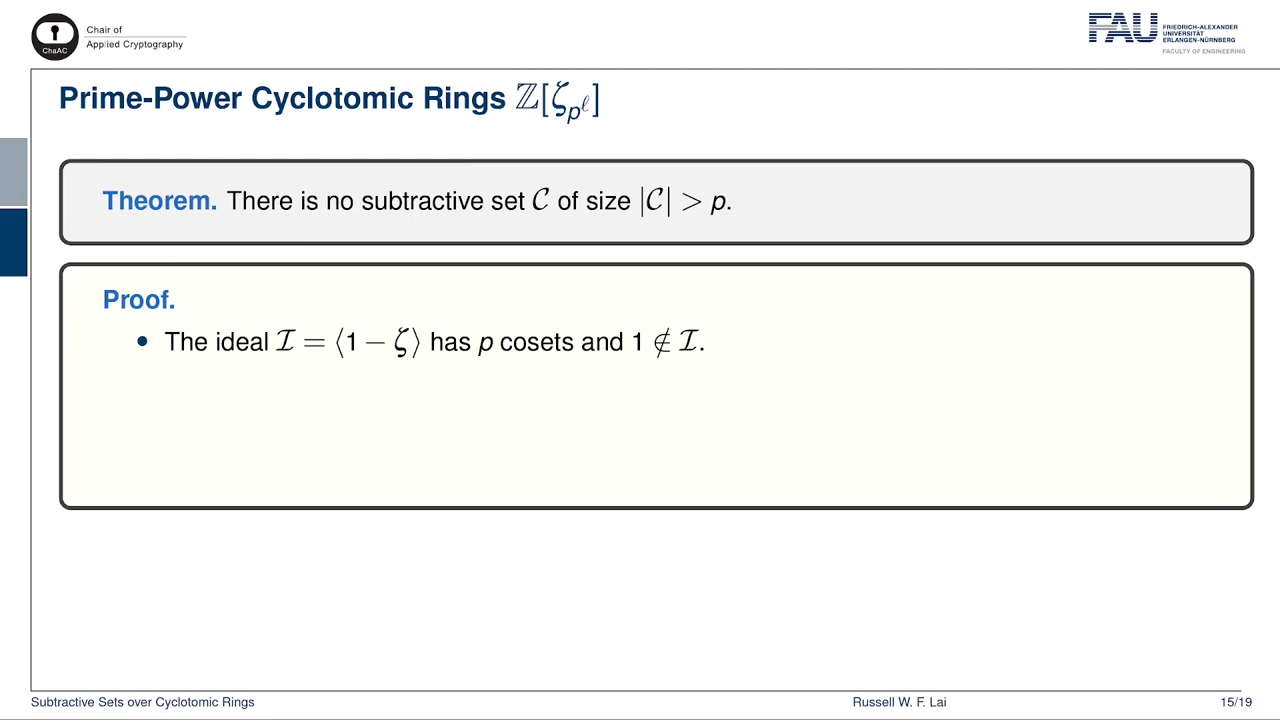 ChaAC
Chair of
Applied Cryptography
FAU
FRIEDRICH-ALEXANDER
UNIVERSITÄT
ERLANGEN-NÜRNBERG
FACULTY OF ENGINEERING
Prime-Power Cyclotomic Rings ℤ[ζ_{p^ℓ}]
Theorem. There is no subtractive set 𝒞 of size |𝒞| > p.
Proof.
• The ideal ℐ = ⟨1 − ζ⟩ has p cosets and 1 ∉ ℐ.
Subtractive Sets over Cyclotomic Rings
Russell W. F. Lai
15/19